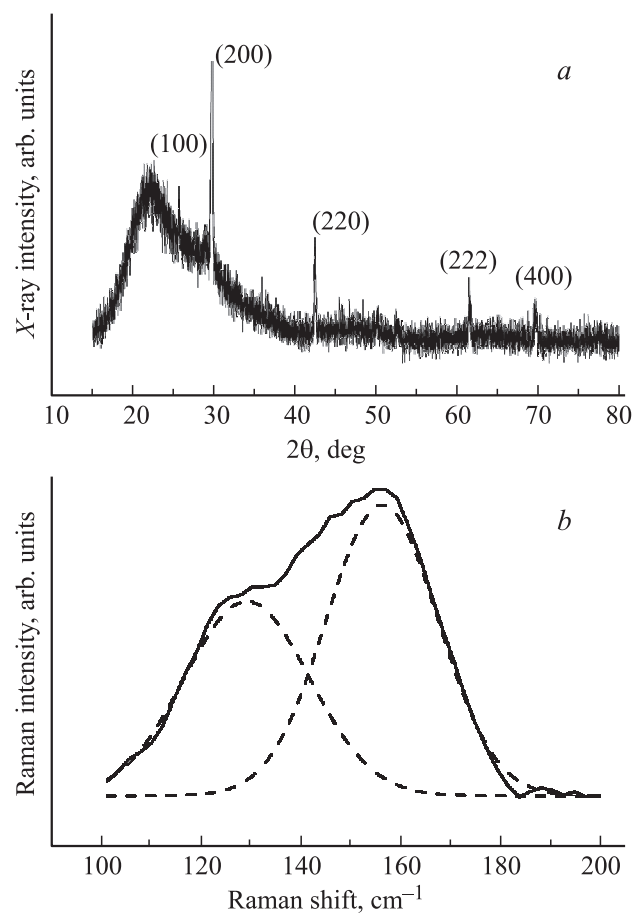 (200)
a
(100)
(220)
(222)
(400)
X-ray intensity, arb. units
10 20 30 40 50 60 70 80
2θ, deg
b
Raman intensity, arb. units
100 120 140 160 180 200
Raman shift, cm⁻¹